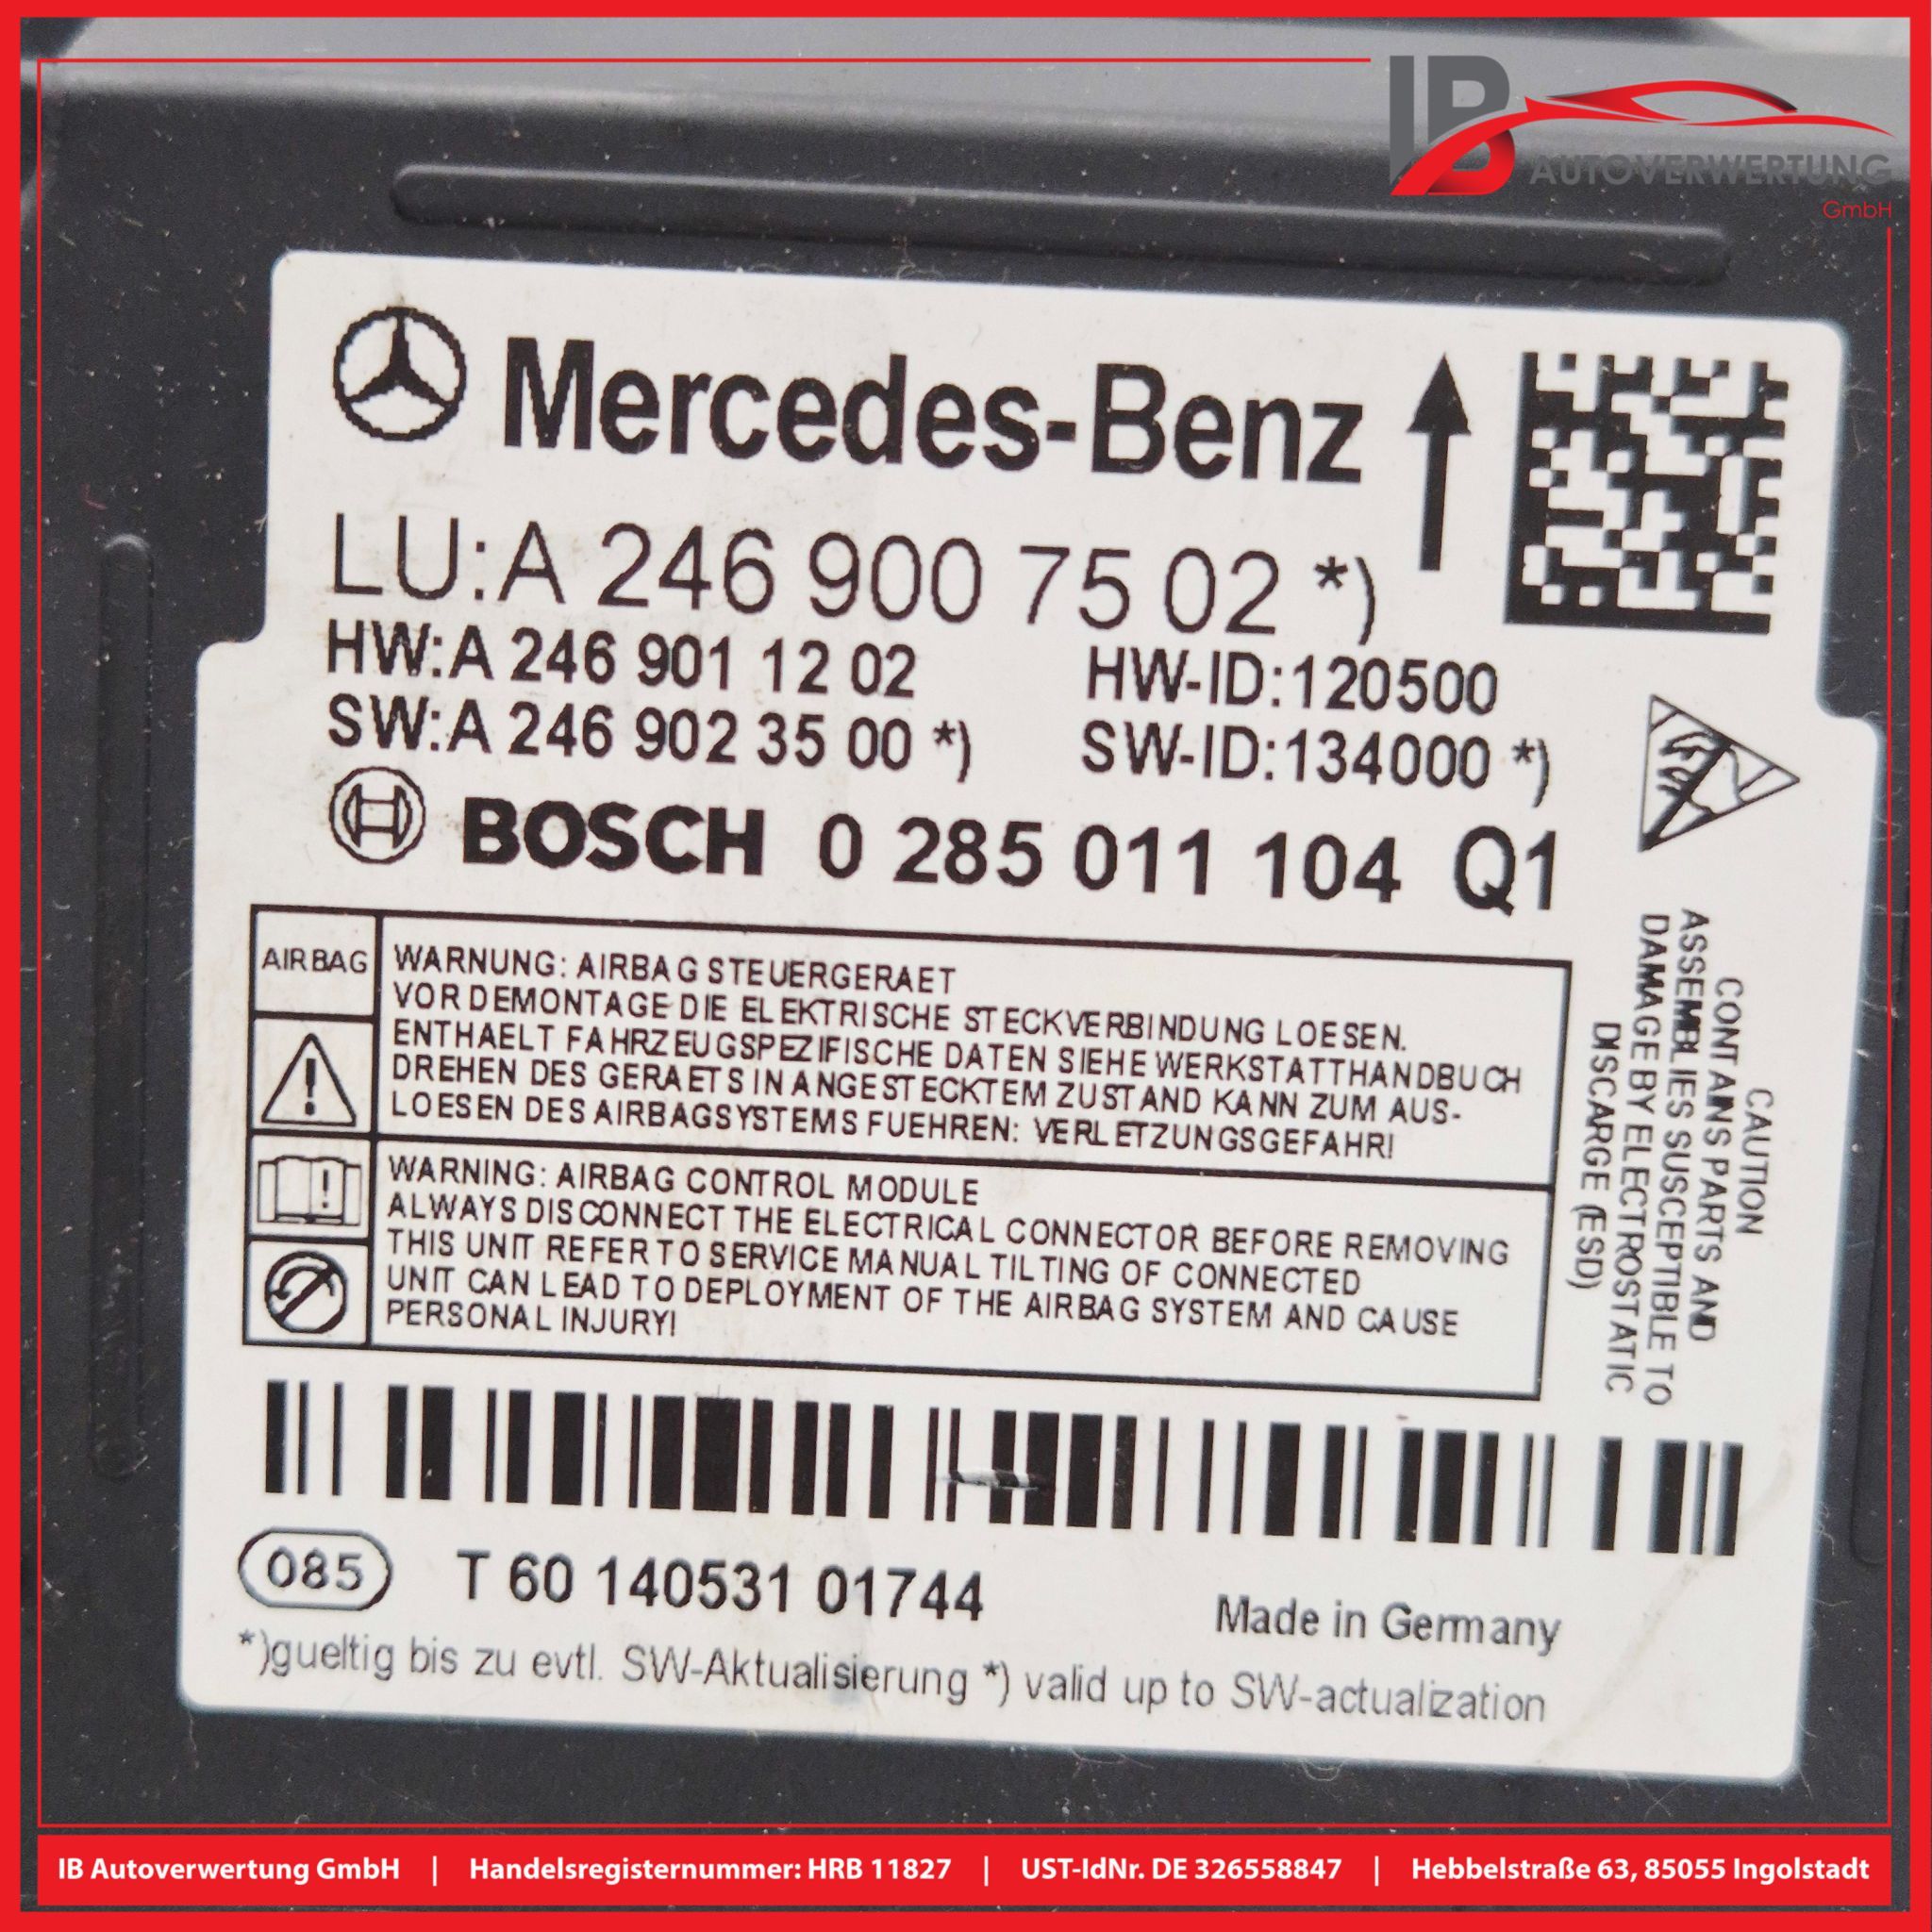 IB
AUTOVERWERTUNG
GmbH
Mercedes-Benz
LU:A 246 900 75 02 *)
HW:A 246 901 12 02 HW-ID:120500
SW:A 246 902 35 00 *) SW-ID:134000 *)
BOSCH 0 285 011 104 Q1
AIRBAG
WARNUNG: AIRBAG STEUERGERAET
VOR DEMONTAGE DIE ELEKTRISCHE STECKVERBINDUNG LOESEN.
ENTHAELT FAHRZEUGSPEZIFISCHE DATEN SIEHE WERKSTATTHANDBUCH
DREHEN DES GERAETS IN ANGESTECKTEM ZUSTAND KANN ZUM AUS-
LOESEN DES AIRBAGSYSTEMS FUEHREN: VERLETZUNGSGEFAHR!
WARNING: AIRBAG CONTROL MODULE
ALWAYS DISCONNECT THE ELECTRICAL CONNECTOR BEFORE REMOVING
THIS UNIT REFER TO SERVICE MANUAL TILTING OF CONNECTED
UNIT CAN LEAD TO DEPLOYMENT OF THE AIRBAG SYSTEM AND CAUSE
PERSONAL INJURY!
CAUTION
CONTAINS PARTS AND
ASSEMBLIES SUSCEPTIBLE TO
DAMAGE BY ELECTROSTATIC
DISCARGE (ESD)
085 T 60 140531 01744
Made in Germany
*)gueltig bis zu evtl. SW-Aktualisierung *) valid up to SW-actualization
IB Autoverwertung GmbH | Handelsregisternummer: HRB 11827 | UST-IdNr. DE 326558847 | Hebbelstraße 63, 85055 Ingolstadt